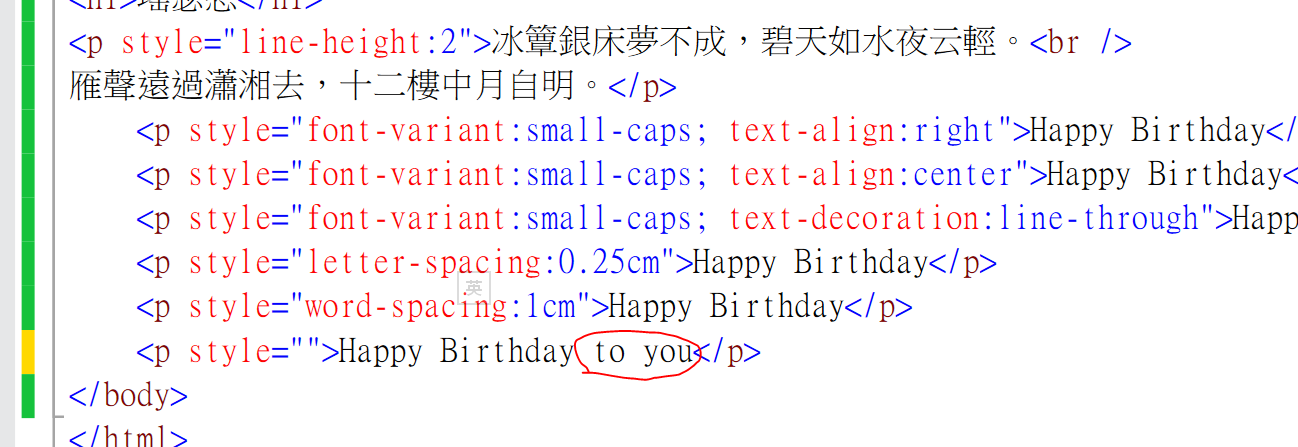 <p style="line-height:2">冰簟銀床夢不成，碧天如水夜云輕。<br />
雁聲遠過瀟湘去，十二樓中月自明。</p>
<p style="font-variant:small-caps; text-align:right">Happy Birthday</
<p style="font-variant:small-caps; text-align:center">Happy Birthday<
<p style="font-variant:small-caps; text-decoration:line-through">Happ
<p style="letter-spacing:0.25cm">Happy Birthday</p>
英
<p style="word-spacing:1cm">Happy Birthday</p>
<p style="">Happy Birthday to you</p>
</body>
</html>